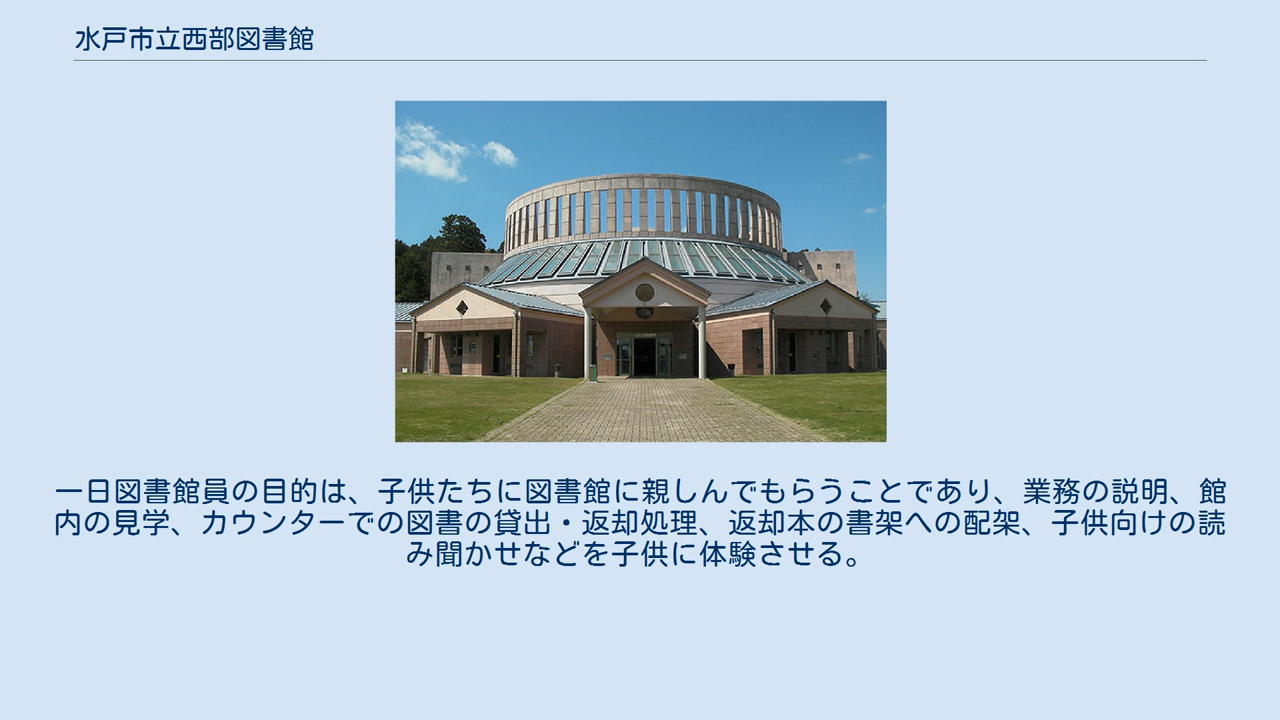 水戸市立西部図書館
一日図書館員の目的は、子供たちに図書館に親しんでもらうことであり、業務の説明、館
内の見学、カウンターでの図書の貸出・返却処理、返却本の書架への配架、子供向けの読
み聞かせなどを子供に体験させる。